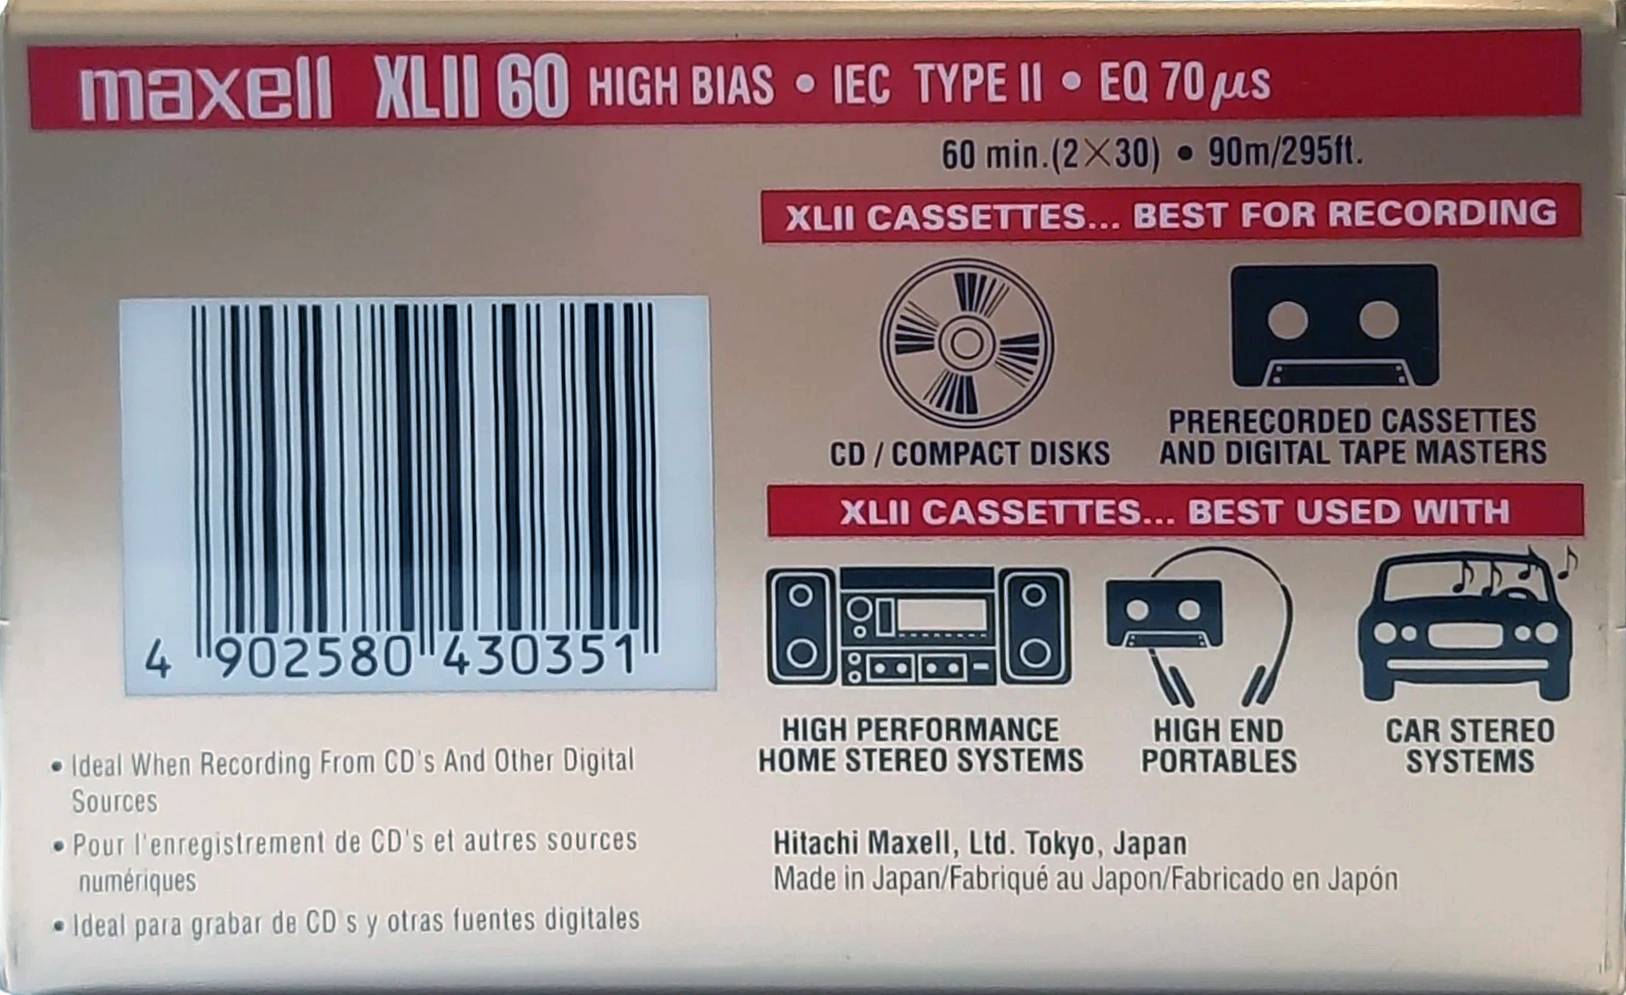 maxell XLII 60 HIGH BIAS • IEC TYPE II • EQ 70 µs
60 min.(2×30) • 90m/295ft.
XLII CASSETTES... BEST FOR RECORDING
CD / COMPACT DISKS
PRERECORDED CASSETTES
AND DIGITAL TAPE MASTERS
XLII CASSETTES... BEST USED WITH
HIGH PERFORMANCE
HOME STEREO SYSTEMS
HIGH END
PORTABLES
CAR STEREO
SYSTEMS
4 902580 430351
• Ideal When Recording From CD's And Other Digital
Sources
• Pour l'enregistrement de CD's et autres sources
numériques
• Ideal para grabar de CD s y otras fuentes digitales
Hitachi Maxell, Ltd. Tokyo, Japan
Made in Japan/Fabriqué au Japon/Fabricado en Japón